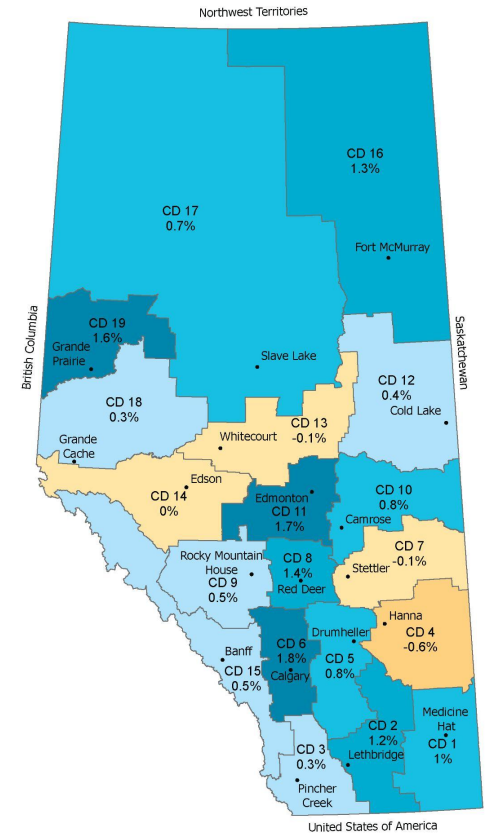 Northwest Territories
CD 16
1.3%
CD 17
0.7%
Fort McMurray
British Columbia
Saskatchewan
CD 19
1.6%
Grande
Prairie
Slave Lake
CD 12
0.4%
Cold Lake
CD 18
0.3%
CD 13
-0.1%
Whitecourt
Grande
Cache
Edson
CD 14
0%
Edmonton
CD 11
1.7%
CD 10
0.8%
Camrose
CD 7
-0.1%
Stettler
Rocky Mountain
House
CD 9
0.5%
CD 8
1.4%
Red Deer
Hanna
CD 4
-0.6%
Drumheller
CD 5
0.8%
CD 6
1.8%
Calgary
Banff
CD 15
0.5%
Medicine
Hat
CD 1
1%
CD 2
1.2%
Lethbridge
CD 3
0.3%
Pincher
Creek
United States of America